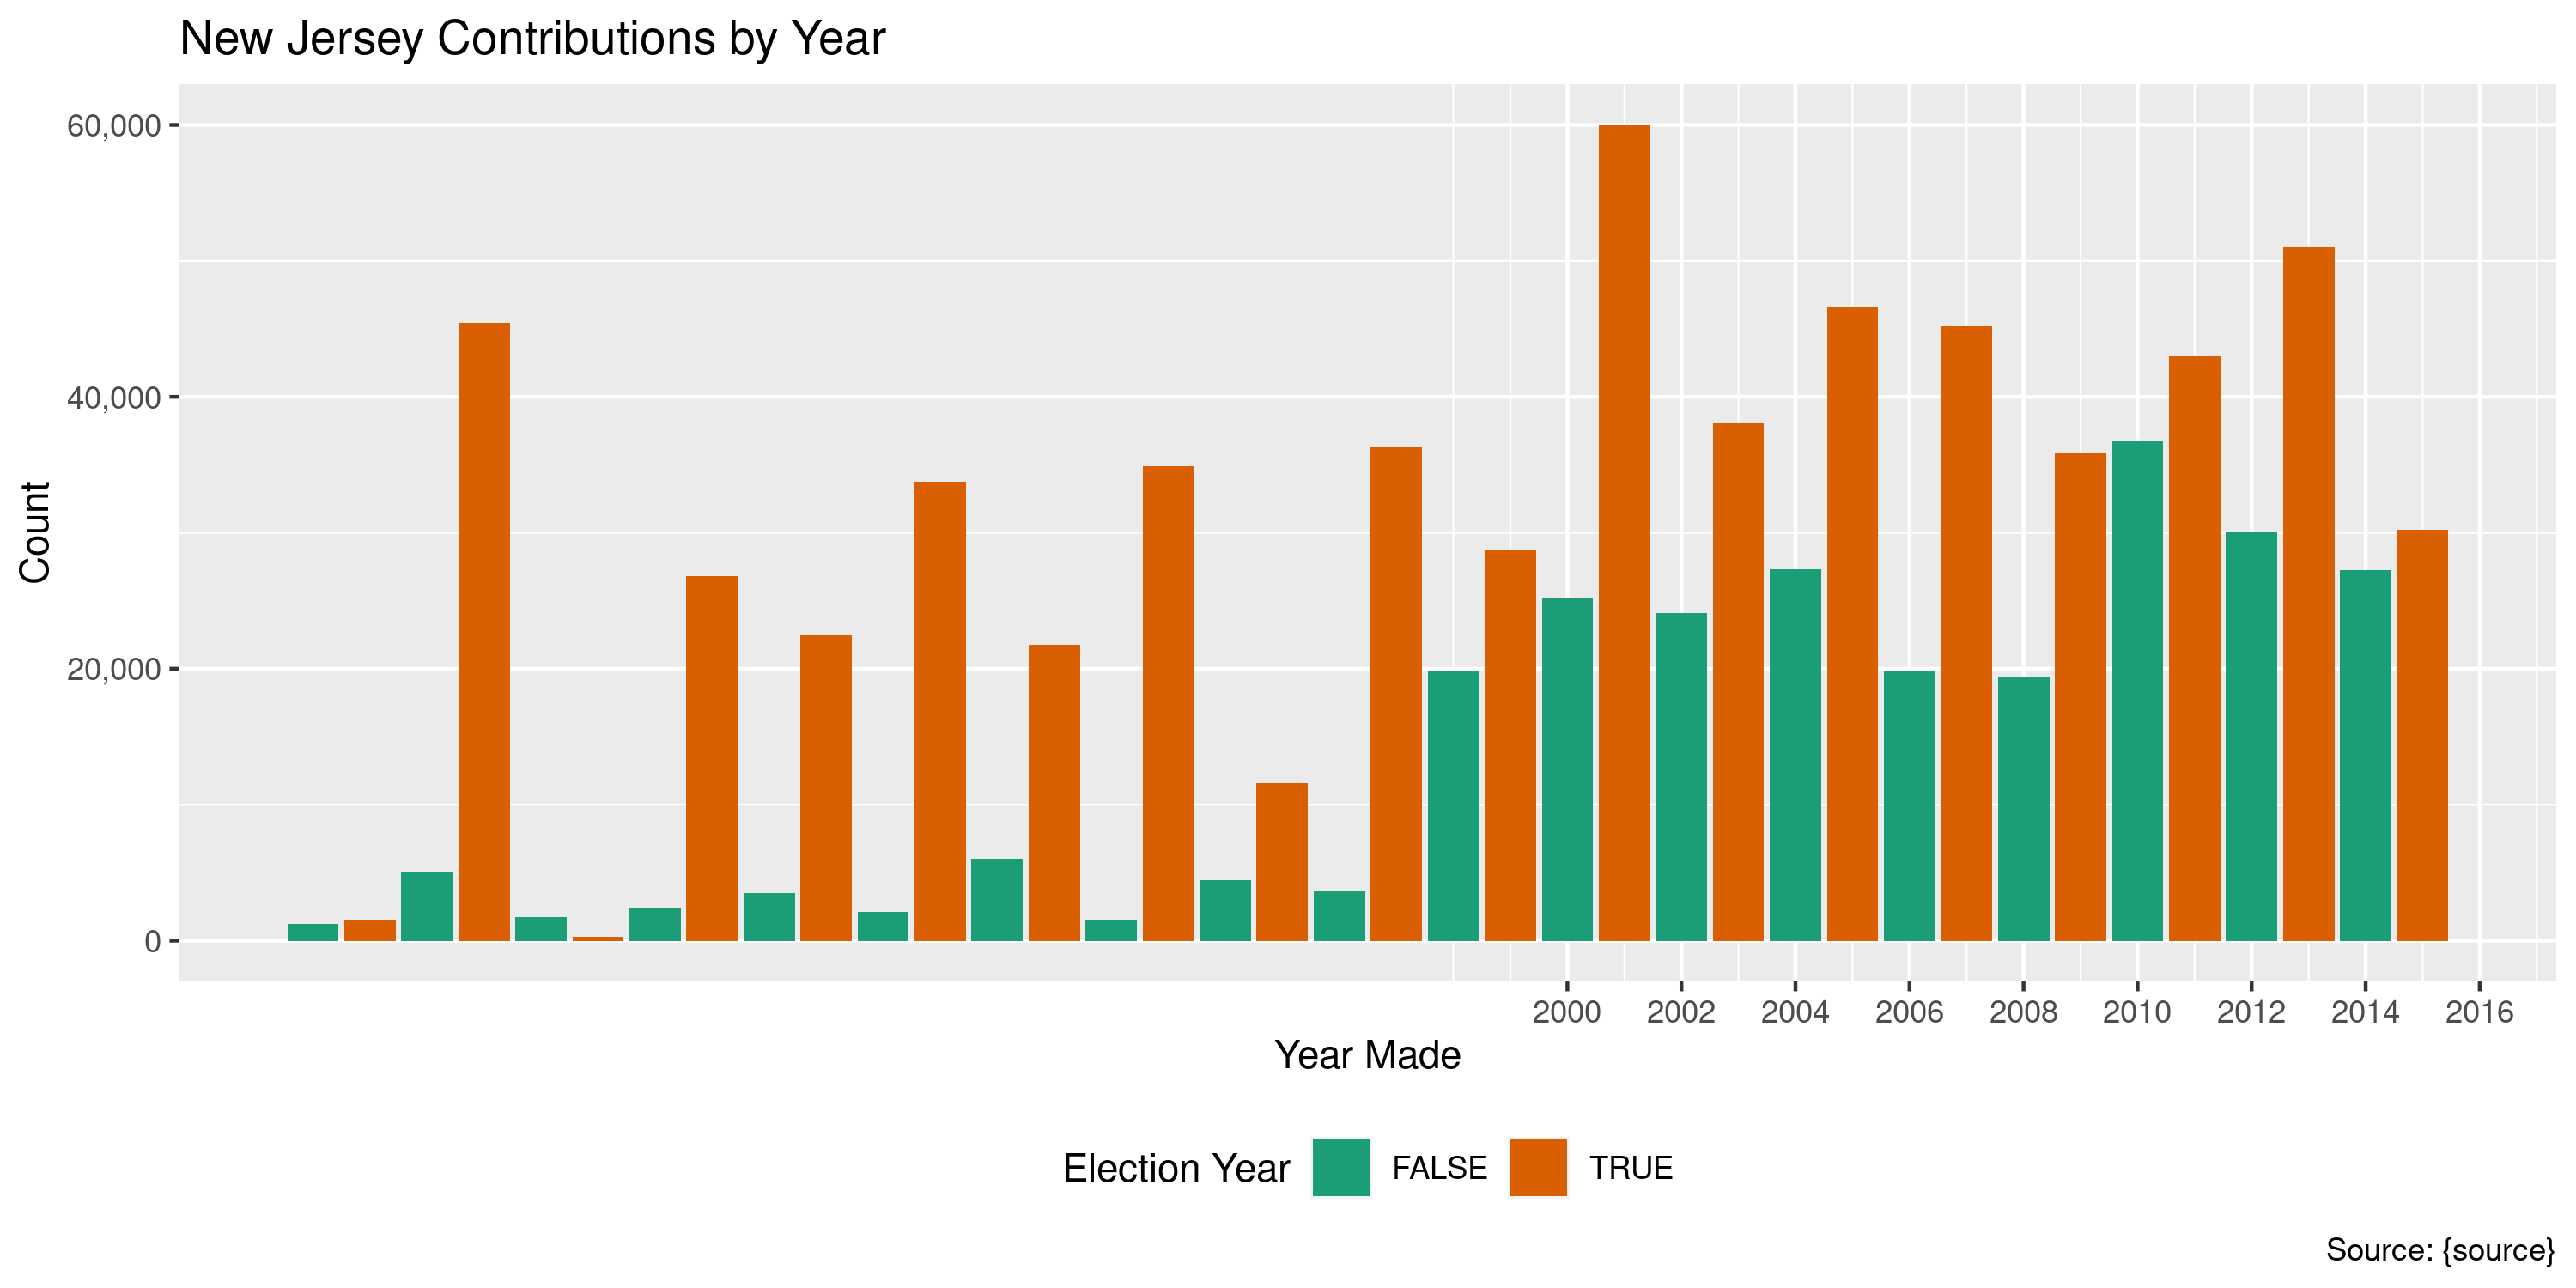 New Jersey Contributions by Year
60,000
40,000
20,000
0
Count
2000 2002 2004 2006 2008 2010 2012 2014 2016
Year Made
Election Year FALSE TRUE
Source: {source}